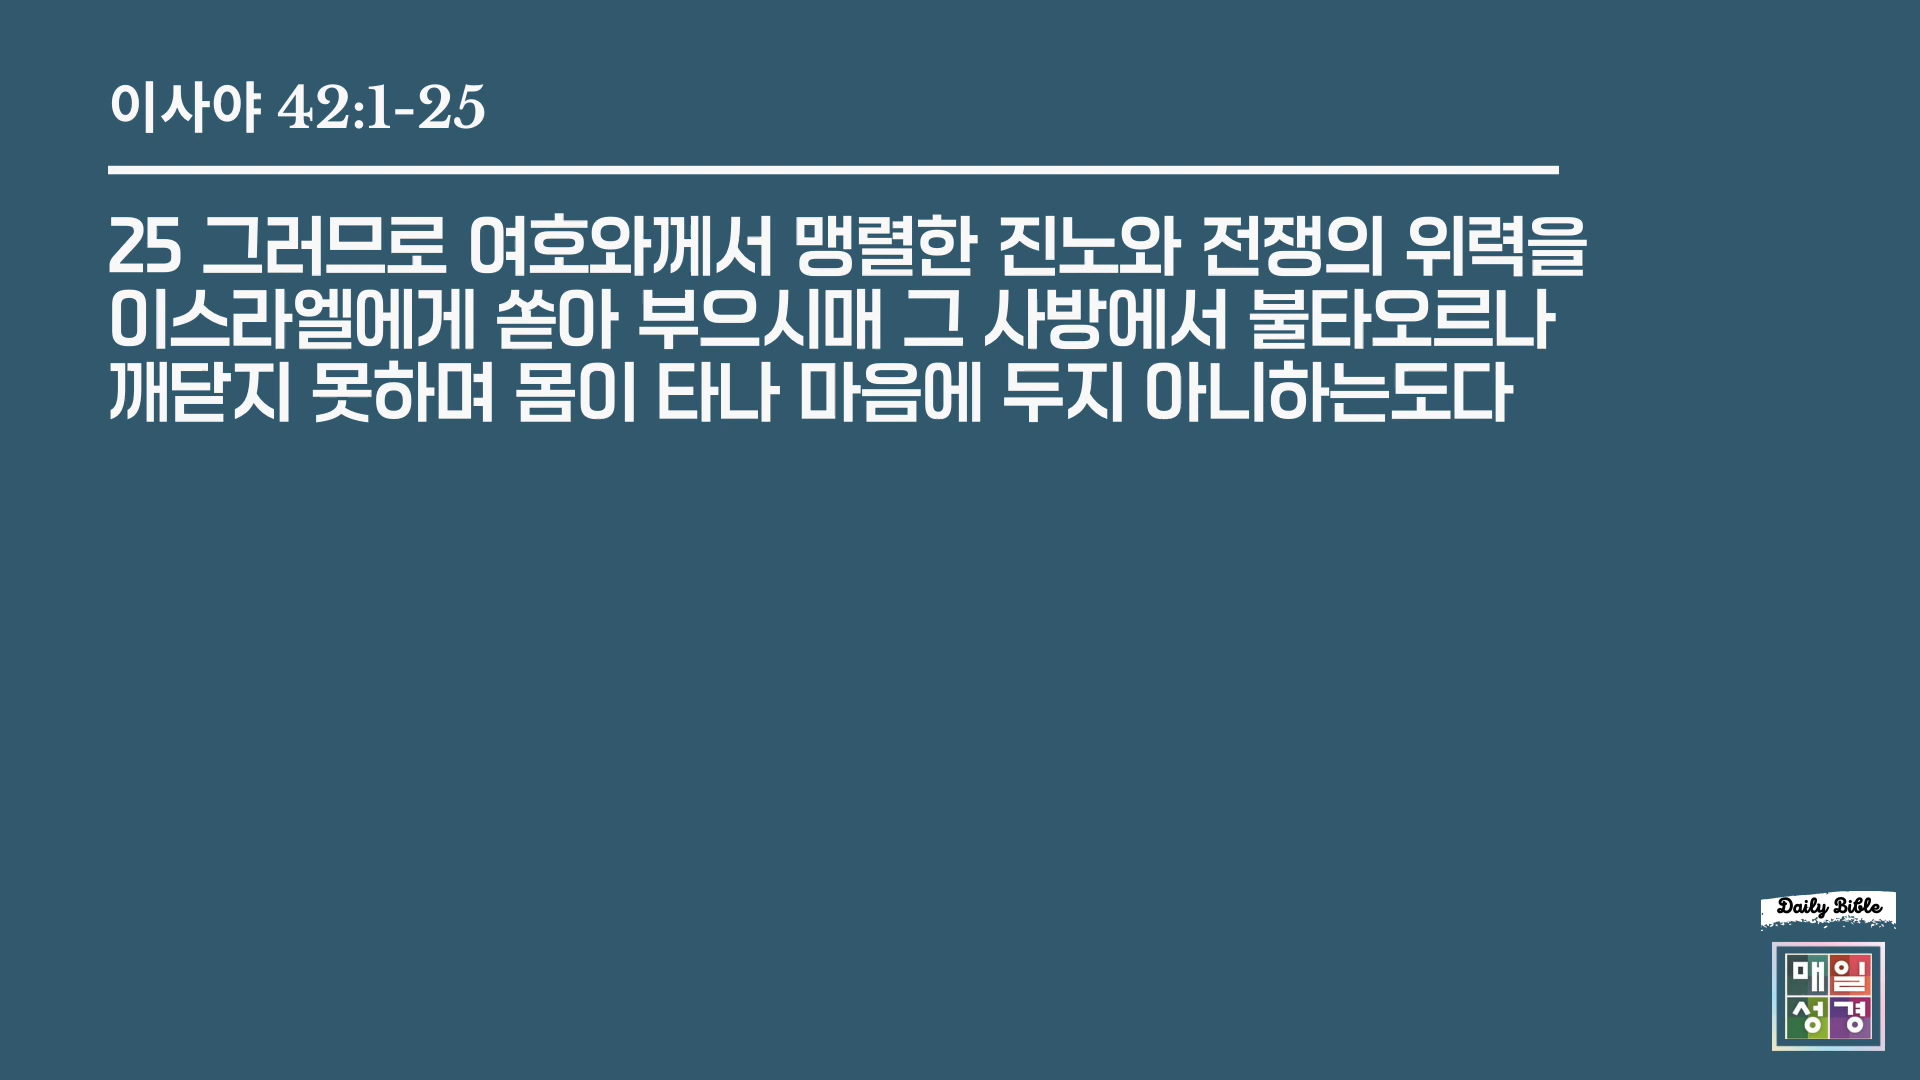 이사야 42:1-25
25 그러므로 여호와께서 맹렬한 진노와 전쟁의 위력을
이스라엘에게 쏟아 부으시매 그 사방에서 불타오르나
깨닫지 못하며 몸이 타나 마음에 두지 아니하는도다
Daily Bible
매일
성경